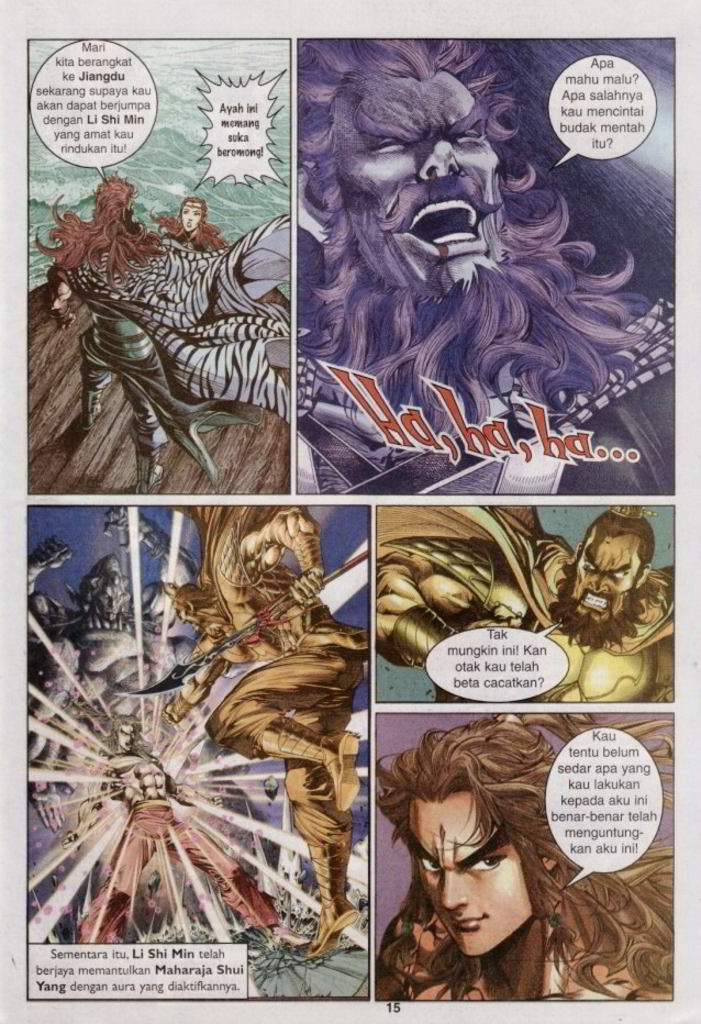 Mari
kita berangkat
ke Jiangdu
sekarang supaya kau
akan dapat berjumpa
dengan Li Shi Min
yang amat kau
rindukan itu!
Ayah ini
memang
suka
beromong!
Apa
mahu malu?
Apa salahnya
kau mencintai
budak mentah
itu?
Ha, ha, ha...
Sementara itu, Li Shi Min telah
berjaya memantulkan Maharaja Shui
Yang dengan aura yang diaktifkannya.
Tak
mungkin ini! Kan
otak kau telah
beta cacatkan?
Kau
tentu belum
sedar apa yang
kau lakukan
kepada aku ini
benar-benar telah
menguntung-
kan aku ini!
15